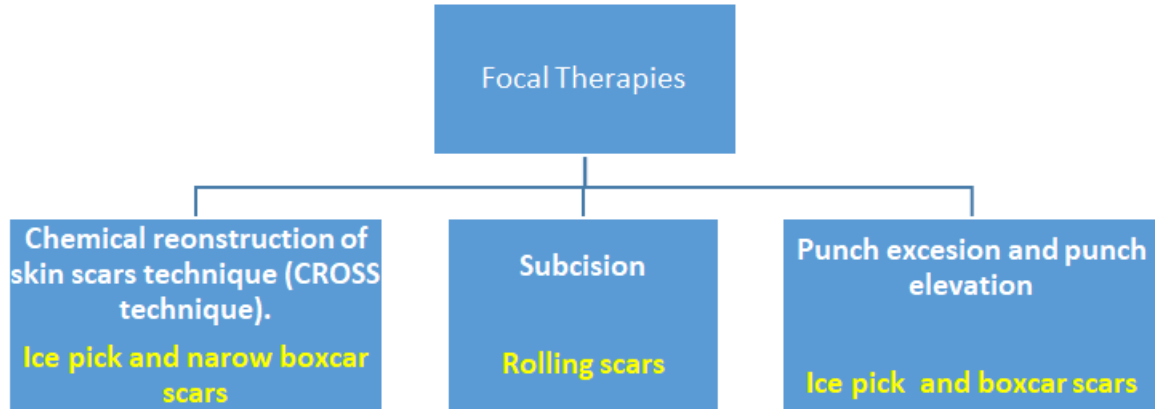 Focal Therapies
Chemical reonstruction of
skin scars technique (CROSS
technique).
Ice pick and narow boxcar
scars
Subcision
Rolling scars
Punch excesion and punch
elevation
Ice pick and boxcar scars